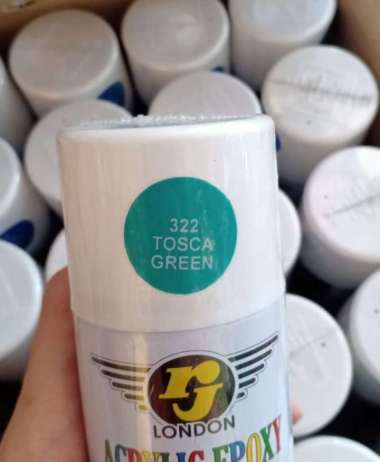 322
TOSCA
GREEN
rj
LONDON
ACRYLIC EPOXY